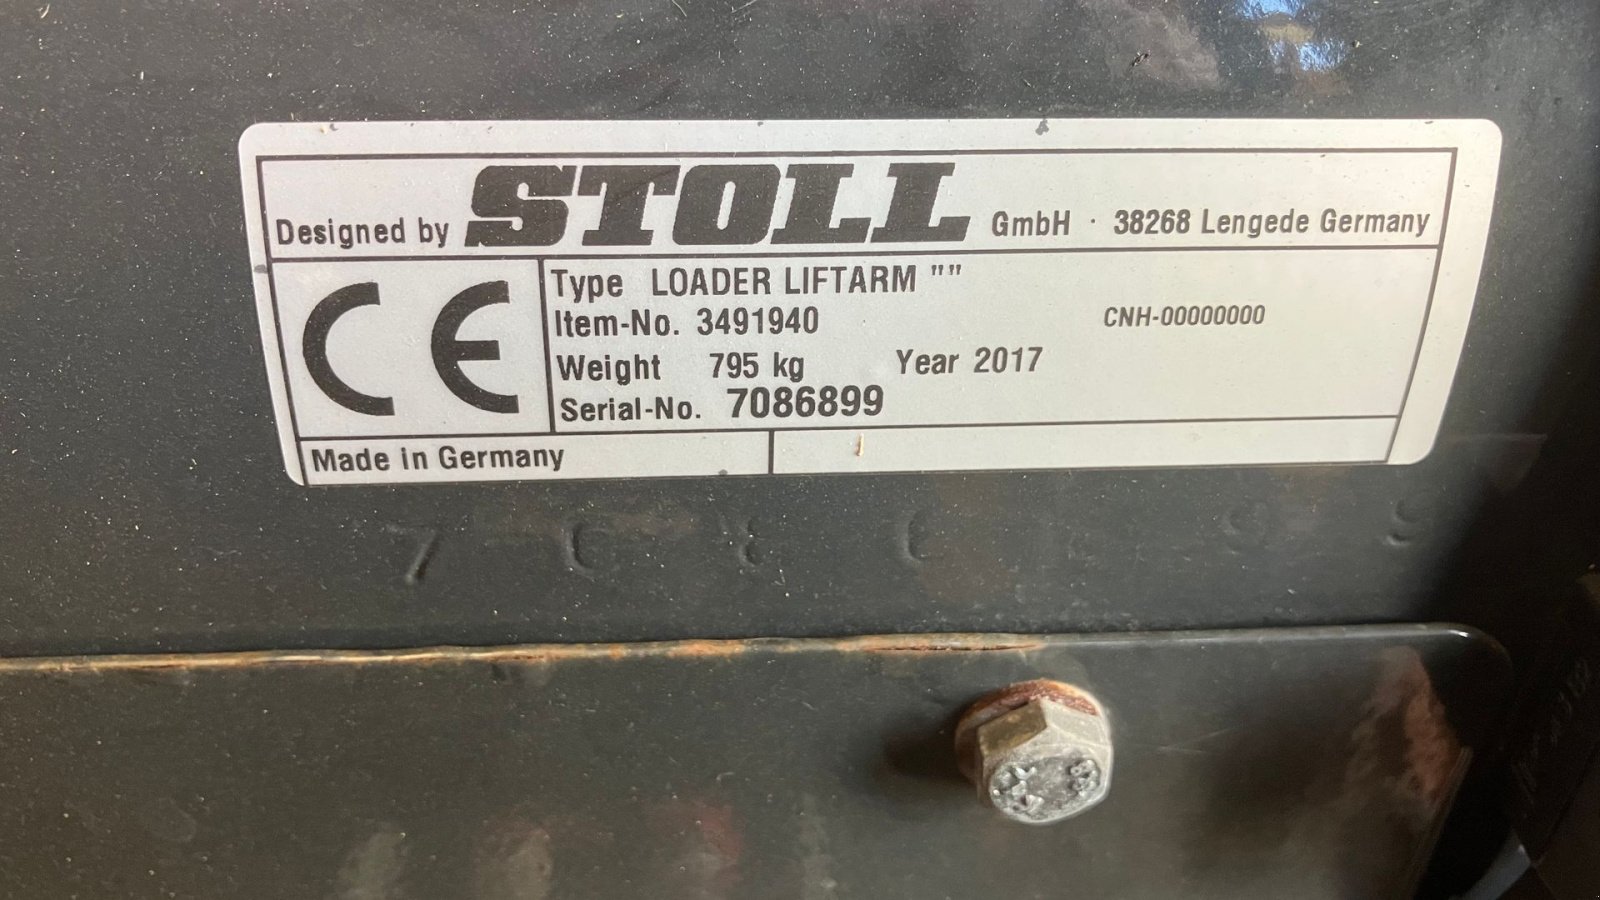 Designed by STOLL GmbH · 38268 Lengede Germany
CE
Type LOADER LIFTARM ""
Item-No. 3491940 CNH-00000000
Weight 795 kg Year 2017
Serial-No. 7086899
Made in Germany